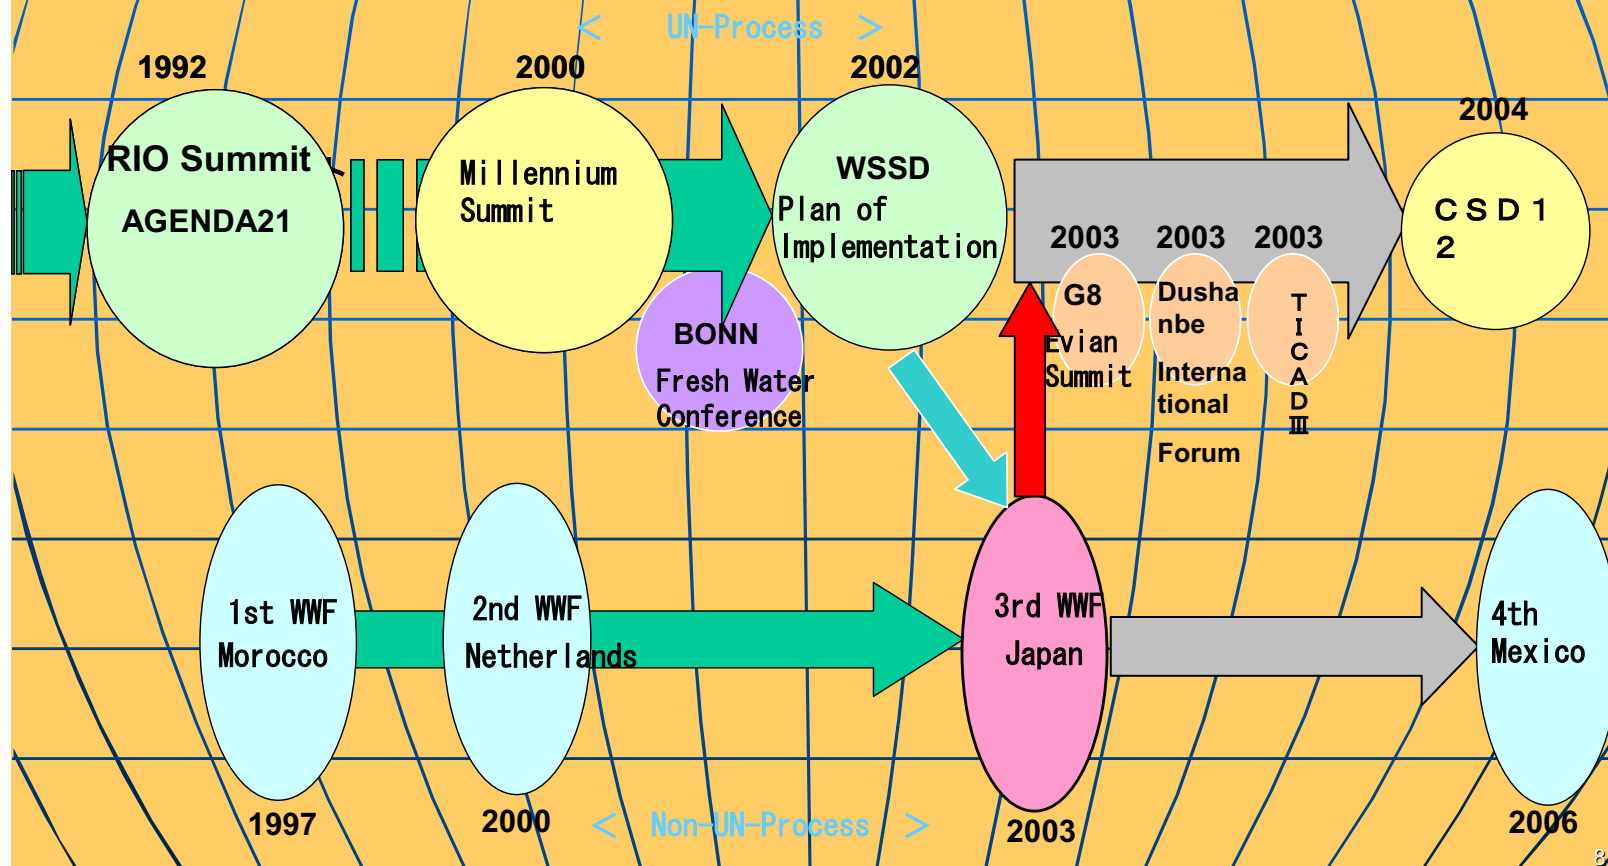 < UN-Process >
1992
2000
2002
2004
RIO Summit
AGENDA21
Millennium
Summit
WSSD
Plan of
Implementation
CSD1
2
2003
2003
2003
G8
Evian
Summit
Dusha
nbe
Interna
tional
Forum
TICADⅢ
BONN
Fresh Water
Conference
1st WWF
Morocco
2nd WWF
Netherlands
3rd WWF
Japan
4th
Mexico
1997
2000
< Non-UN-Process >
2003
2006
8